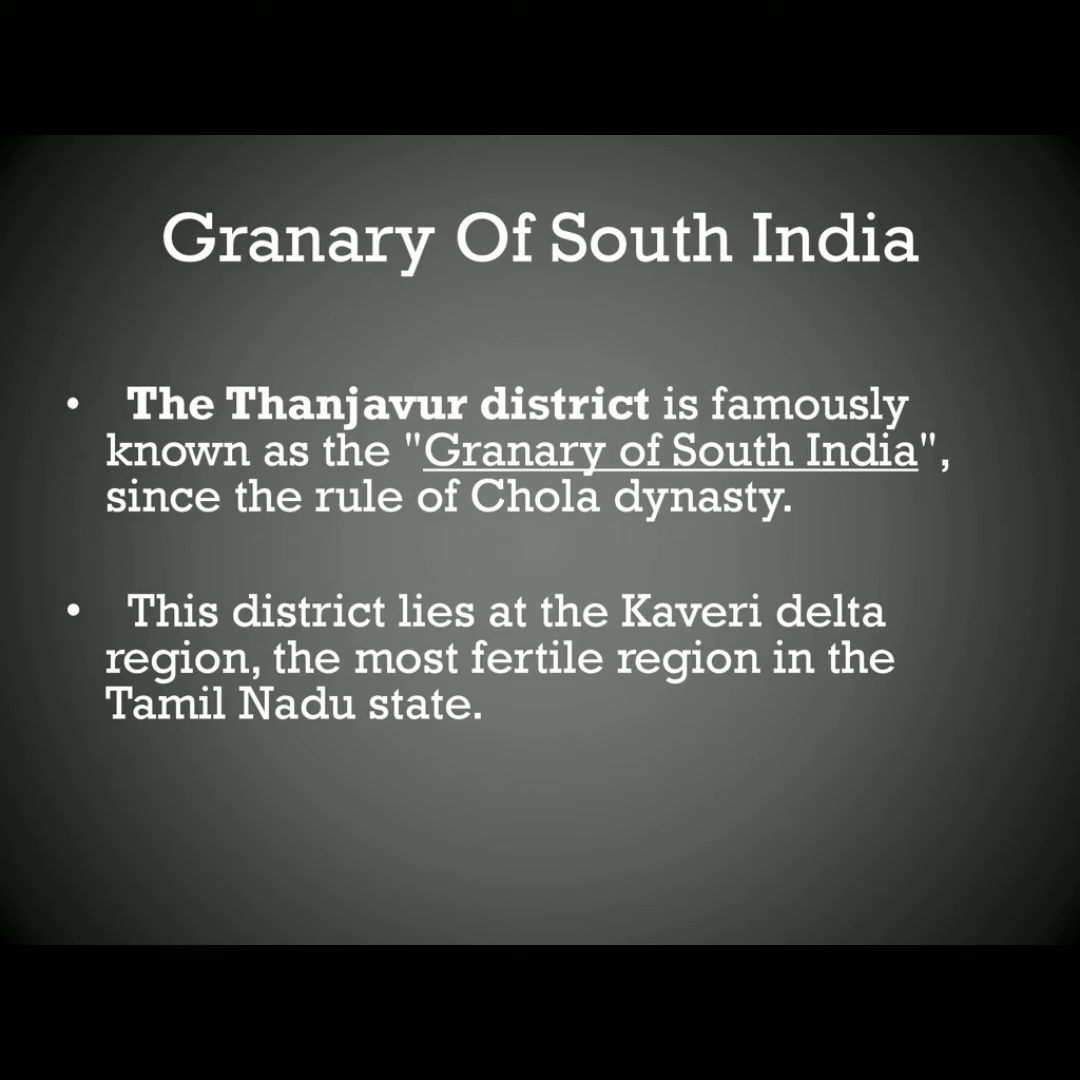 Granary Of South India
• The Thanjavur district is famously
known as the "Granary of South India",
since the rule of Chola dynasty.
• This district lies at the Kaveri delta
region, the most fertile region in the
Tamil Nadu state.